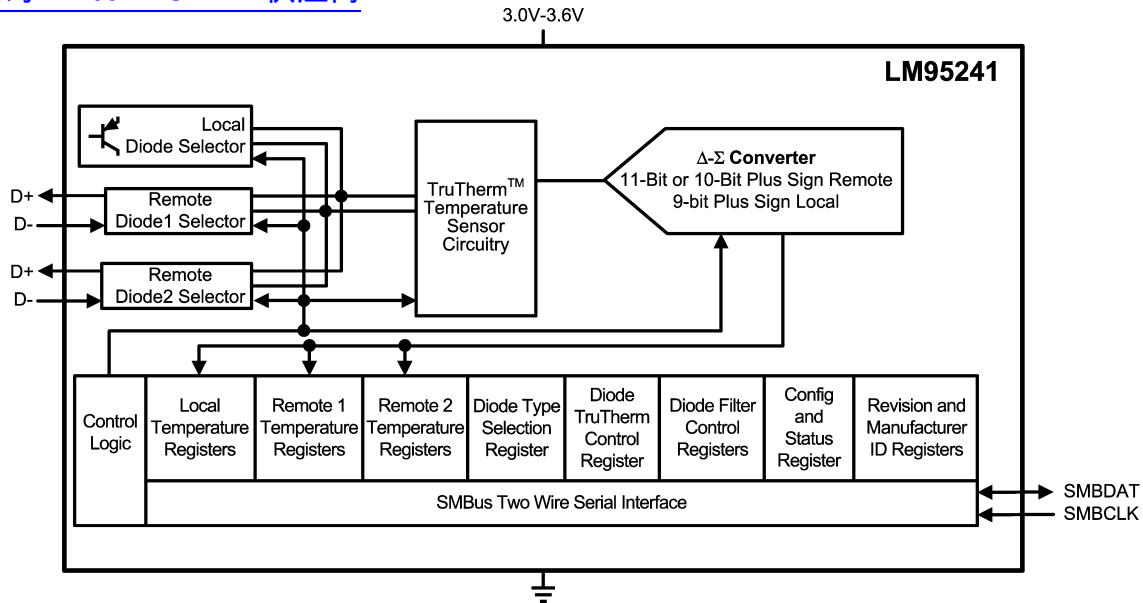 3.0V-3.6V
LM95241
Local
Diode Selector
D+
D-
Remote
Diode1 Selector
D+
D-
Remote
Diode2 Selector
TruTherm™
Temperature
Sensor
Circuitry
Δ-Σ Converter
11-Bit or 10-Bit Plus Sign Remote
9-bit Plus Sign Local
Control
Logic
Local
Temperature
Registers
Remote 1
Temperature
Registers
Remote 2
Temperature
Registers
Diode Type
Selection
Register
Diode
TruTherm
Control
Register
Diode Filter
Control
Registers
Config
and
Status
Register
Revision and
Manufacturer
ID Registers
SMBus Two Wire Serial Interface
SMBDAT
SMBCLK